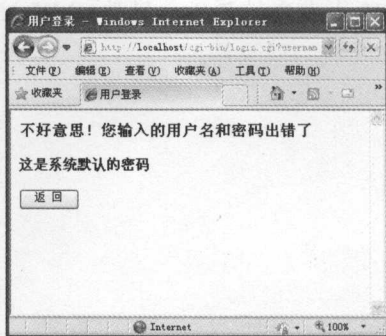 用户登录 - Windows Internet Explorer
http://localhost/cgi-bin/login.cgi?usernam
文件(F) 编辑(E) 查看(V) 收藏夹(A) 工具(T) 帮助(H)
收藏夹 用户登录
不好意思！您输入的用户名和密码出错了
这是系统默认的密码
返 回
Internet 100%